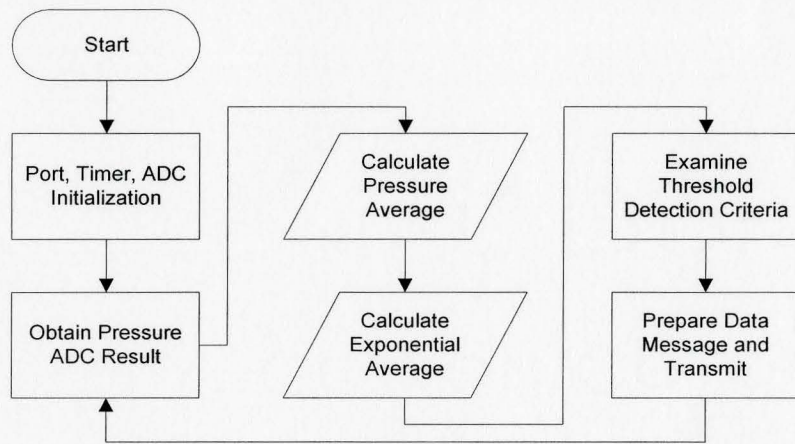 Start
Port, Timer, ADC
Initialization
Obtain Pressure
ADC Result
Calculate
Pressure
Average
Calculate
Exponential
Average
Examine
Threshold
Detection Criteria
Prepare Data
Message and
Transmit